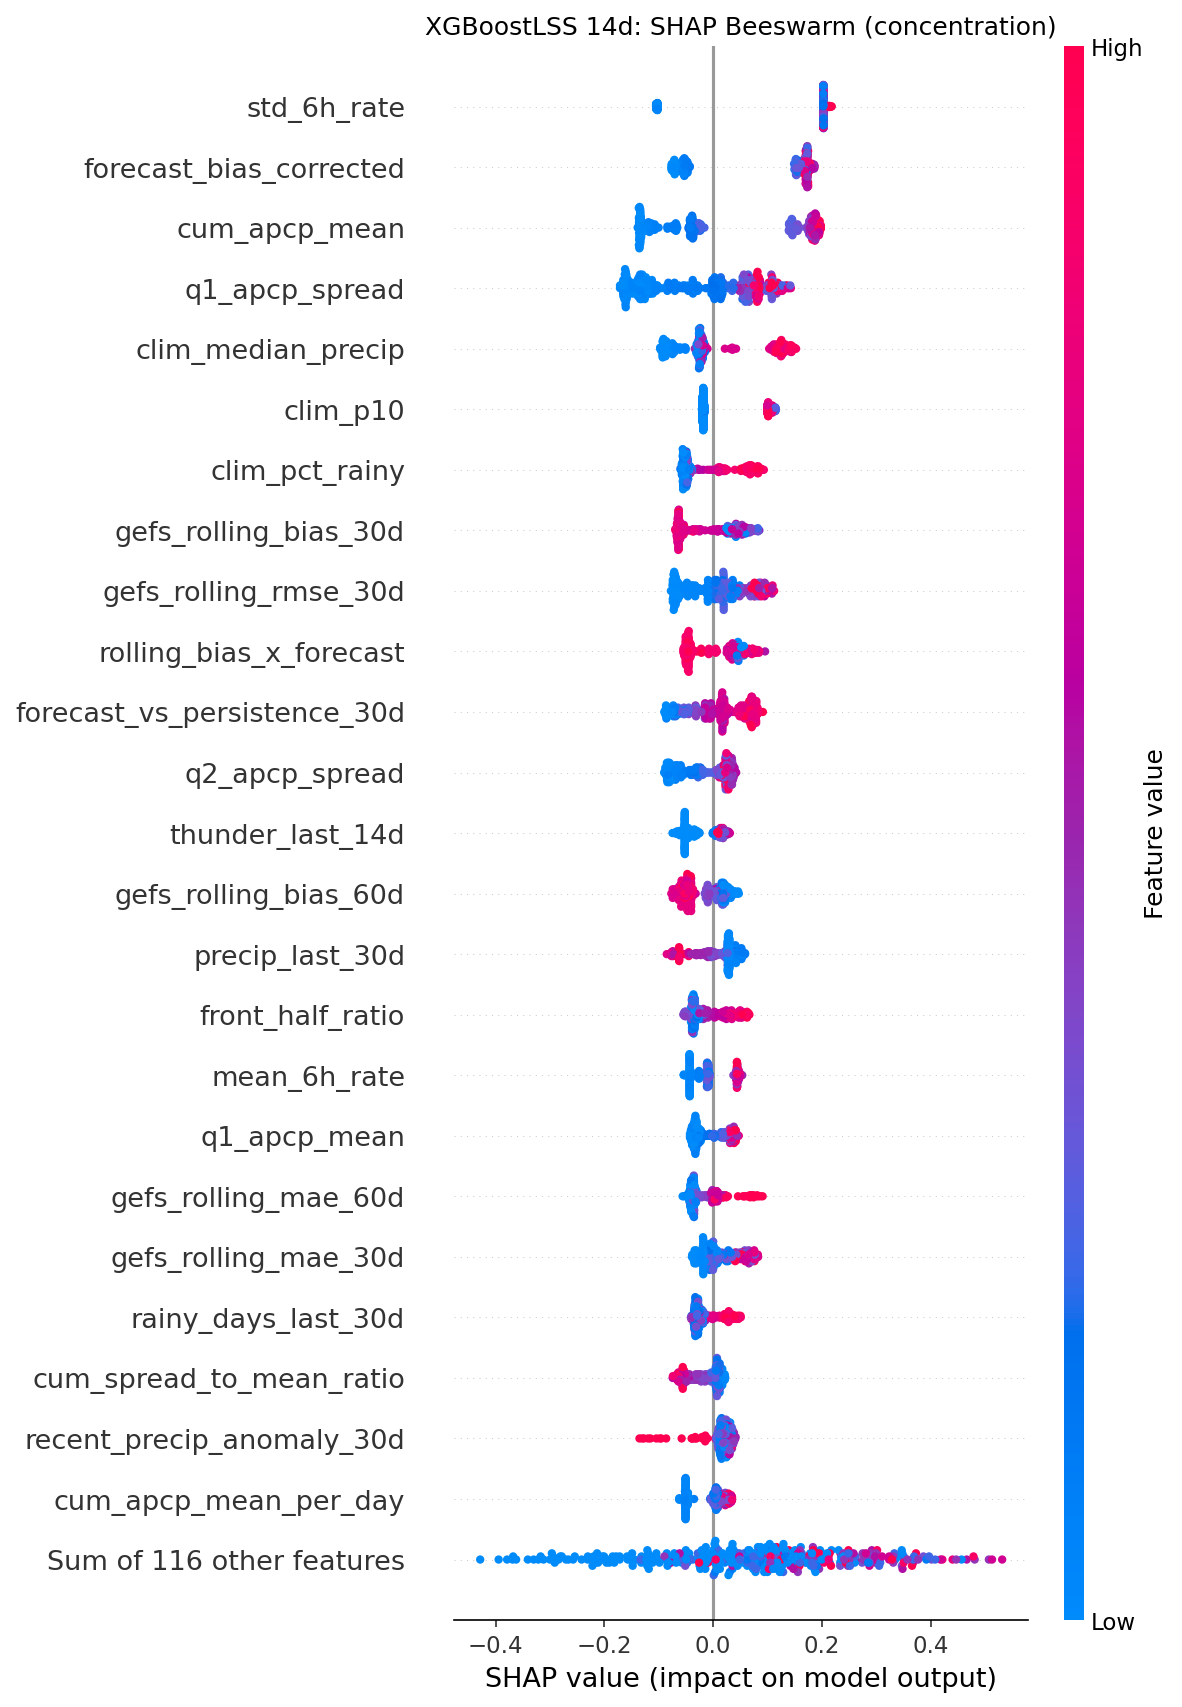 XGBoostLSS 14d: SHAP Beeswarm (concentration)
High
std_6h_rate
forecast_bias_corrected
cum_apcp_mean
q1_apcp_spread
clim_median_precip
clim_p10
clim_pct_rainy
gefs_rolling_bias_30d
gefs_rolling_rmse_30d
rolling_bias_x_forecast
forecast_vs_persistence_30d
q2_apcp_spread
thunder_last_14d
gefs_rolling_bias_60d
precip_last_30d
front_half_ratio
mean_6h_rate
q1_apcp_mean
gefs_rolling_mae_60d
gefs_rolling_mae_30d
rainy_days_last_30d
cum_spread_to_mean_ratio
recent_precip_anomaly_30d
cum_apcp_mean_per_day
Sum of 116 other features
Feature value
Low
−0.4 −0.2 0.0 0.2 0.4
SHAP value (impact on model output)